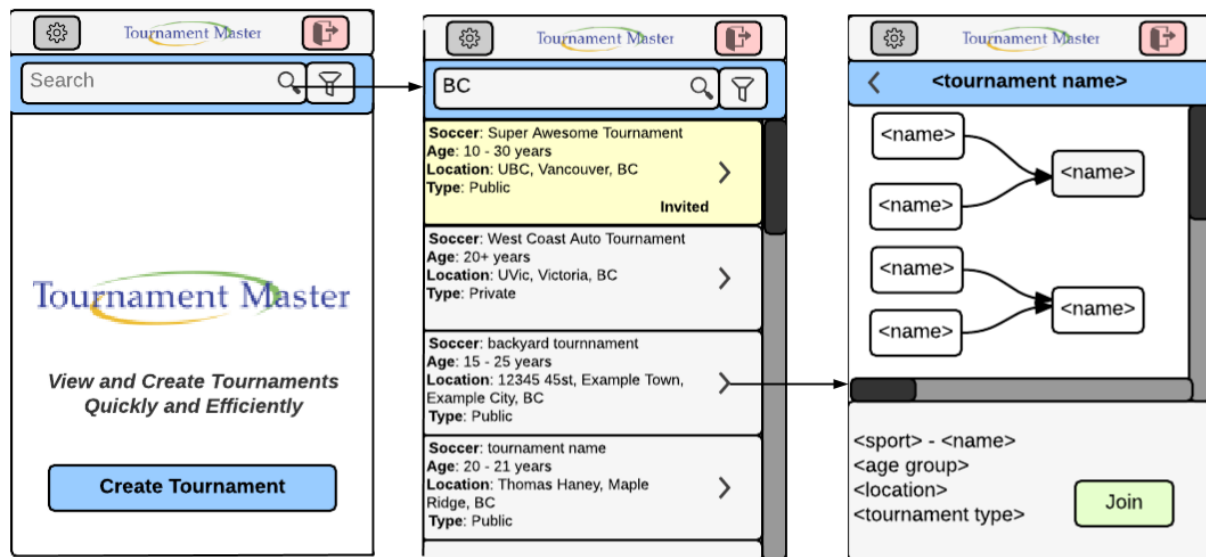 Tournament Master
Search
Tournament Master
View and Create Tournaments
Quickly and Efficiently
Create Tournament
Tournament Master
BC
Soccer: Super Awesome Tournament
Age: 10 - 30 years
Location: UBC, Vancouver, BC
Type: Public
Invited
Soccer: West Coast Auto Tournament
Age: 20+ years
Location: UVic, Victoria, BC
Type: Private
Soccer: backyard tournnament
Age: 15 - 25 years
Location: 12345 45st, Example Town,
Example City, BC
Type: Public
Soccer: tournament name
Age: 20 - 21 years
Location: Thomas Haney, Maple
Ridge, BC
Type: Public
Tournament Master
<tournament name>
<name>
<name>
<name>
<name>
<name>
<name>
<sport> - <name>
<age group>
<location>
<tournament type>
Join